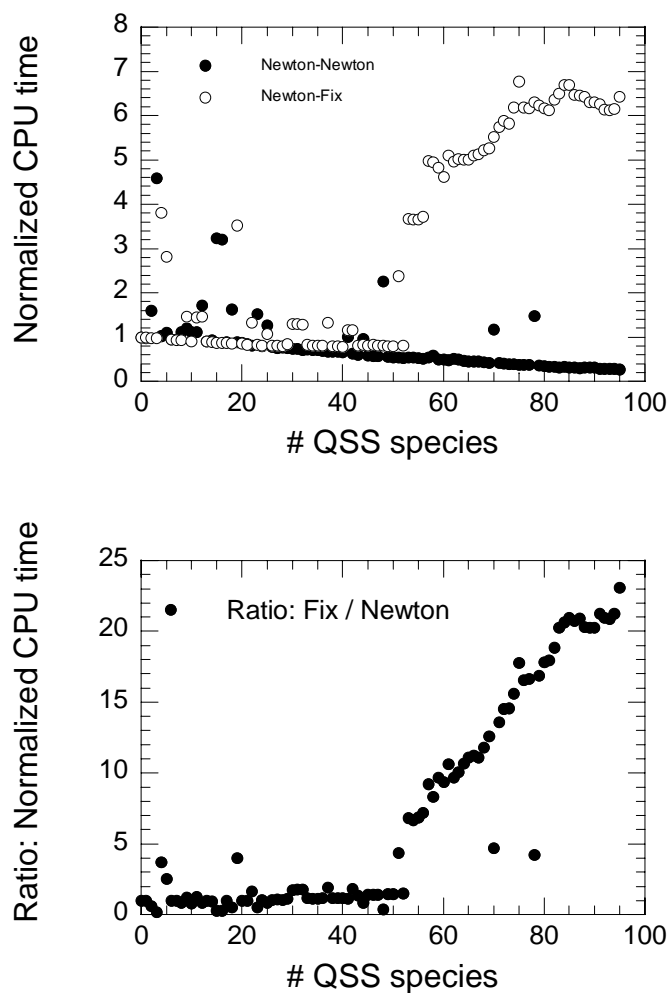 8
7
6
5
4
3
2
1
0
Normalized CPU time
Newton-Newton
Newton-Fix
0 20 40 60 80 100
# QSS species
25
20
15
10
5
0
Ratio: Normalized CPU time
Ratio: Fix / Newton
0 20 40 60 80 100
# QSS species